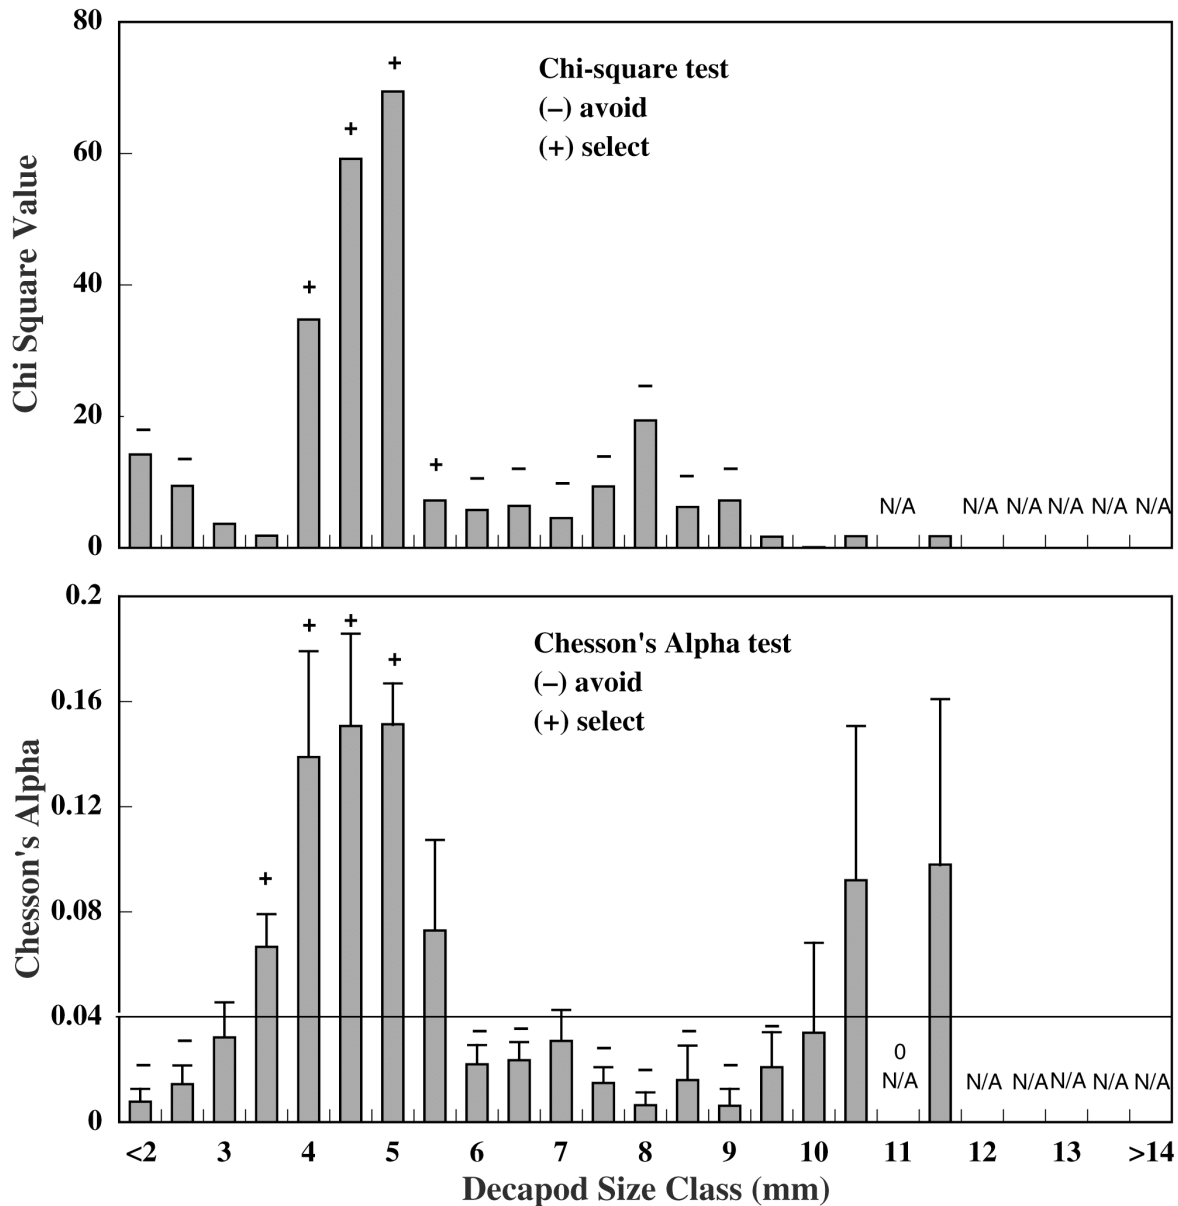 80
60
40
20
0
Chi Square Value
Chi-square test
(–) avoid
(+) select
+
+
+
–
–
+
–
–
–
–
–
–
–
N/A
N/A N/A N/A N/A N/A
0.2
0.16
0.12
0.08
0.04
0
Chesson's Alpha
Chesson's Alpha test
(–) avoid
(+) select
+
+
+
+
–
–
–
–
–
–
–
–
–
0
N/A
N/A N/A N/A N/A N/A
<2 3 4 5 6 7 8 9 10 11 12 13 >14
Decapod Size Class (mm)